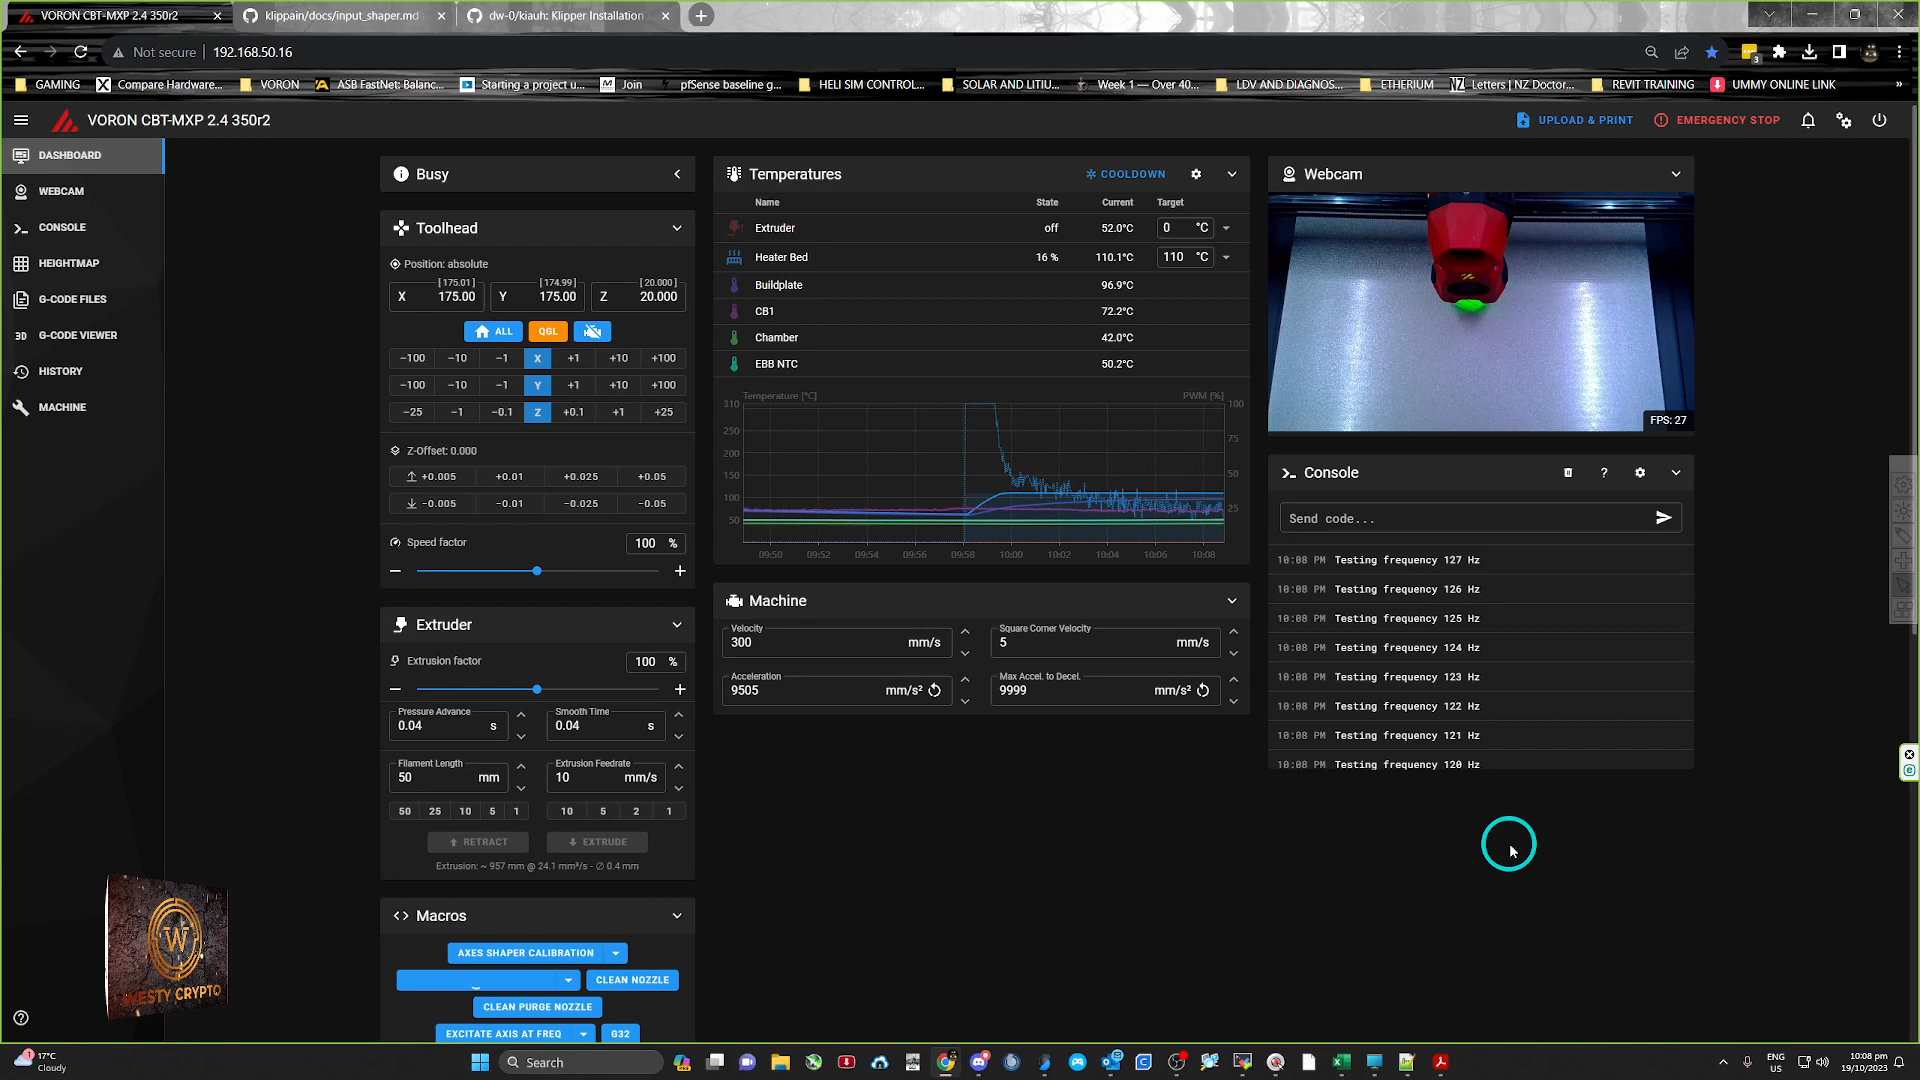 VORON CBT-MXP 2.4 350r2
klippain/docs/input_shaper.md
dw-0/kiauh: Klipper Installation
Not secure
192.168.50.16
3
GAMING
Compare Hardware...
VORON
ASB FastNet: Balanc...
Starting a project u...
Join
pfSense baseline g...
HELI SIM CONTROL...
SOLAR AND LITIU...
Week 1 — Over 40...
LDV AND DIAGNOS...
ETHERIUM
Letters | NZ Doctor...
REVIT TRAINING
UMMY ONLINE LINK
»
VORON CBT-MXP 2.4 350r2
UPLOAD & PRINT
EMERGENCY STOP
DASHBOARD
WEBCAM
CONSOLE
HEIGHTMAP
G-CODE FILES
3D G-CODE VIEWER
HISTORY
MACHINE
Busy
Toolhead
Position: absolute
[175.01] [174.99] [20.000]
X 175.00 Y 175.00 Z 20.000
ALL QGL
−100 −10 −1 X +1 +10 +100
−100 −10 −1 Y +1 +10 +100
−25 −1 −0.1 Z +0.1 +1 +25
Z-Offset: 0.000
+0.005 +0.01 +0.025 +0.05
−0.005 −0.01 −0.025 −0.05
Speed factor 100 %
Extruder
Extrusion factor 100 %
Pressure Advance Smooth Time
0.04 s 0.04 s
Filament Length Extrusion Feedrate
50 mm 10 mm/s
50 25 10 5 1 10 5 2 1
RETRACT EXTRUDE
Extrusion: ~ 957 mm @ 24.1 mm³/s - ∅ 0.4 mm
Macros
AXES SHAPER CALIBRATION
CLEAN NOZZLE
CLEAN PURGE NOZZLE
EXCITATE AXIS AT FREQ G32
Temperatures COOLDOWN
Name State Current Target
Extruder off 52.0°C 0 °C
Heater Bed 16 % 110.1°C 110 °C
Buildplate 96.9°C
CB1 72.2°C
Chamber 42.0°C
EBB NTC 50.2°C
Temperature [°C] PWM [%]
310 100
250 75
200
150 50
100 25
50
09:50 09:52 09:54 09:56 09:58 10:00 10:02 10:04 10:06 10:08
Machine
Velocity Square Corner Velocity
300 mm/s 5 mm/s
Acceleration Max Accel. to Decel.
9505 mm/s² 9999 mm/s²
Webcam
FPS: 27
Console ?
Send code...
10:08 PM Testing frequency 127 Hz
10:08 PM Testing frequency 126 Hz
10:08 PM Testing frequency 125 Hz
10:08 PM Testing frequency 124 Hz
10:08 PM Testing frequency 123 Hz
10:08 PM Testing frequency 122 Hz
10:08 PM Testing frequency 121 Hz
10:08 PM Testing frequency 120 Hz
W
WESTY CRYPTO
1
17°C
Cloudy
Search
ENG
US
10:08 pm
19/10/2023